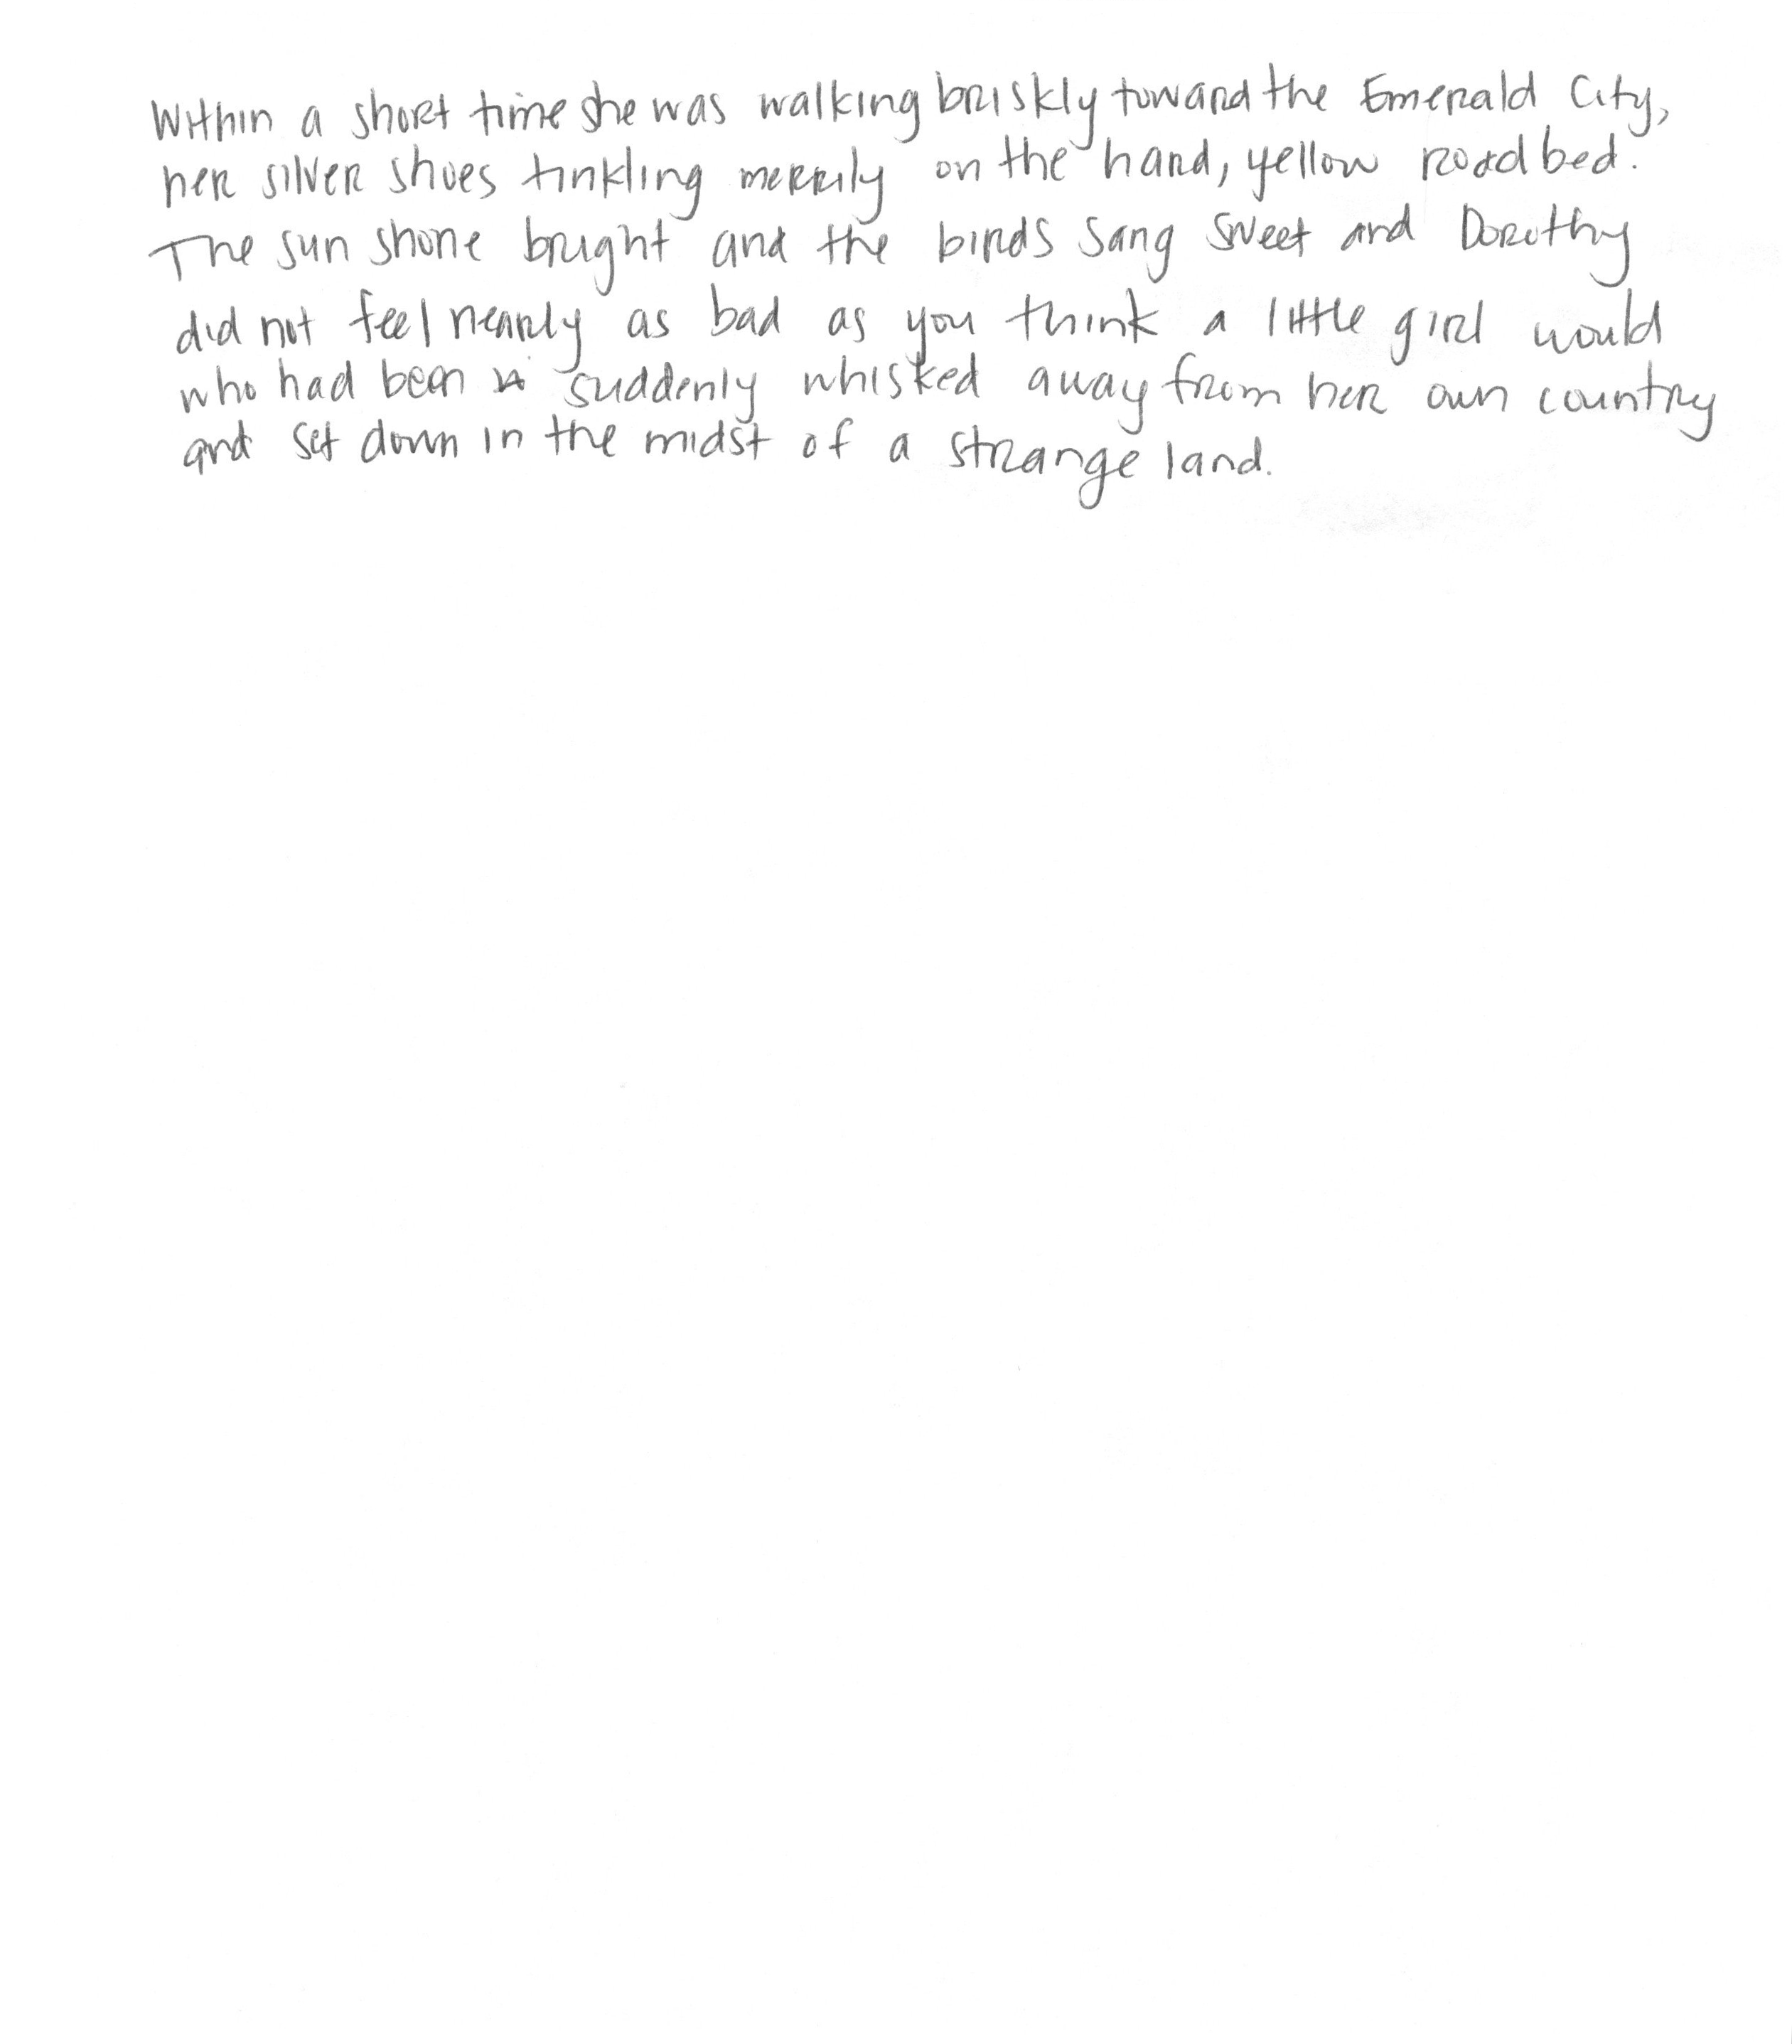 Within a short time she was walking briskly toward the Emerald City,
her silver shoes tinkling merrily on the hard, yellow roadbed.
The sun shone bright and the birds sang sweet and Dorothy
did not feel nearly as bad as you think a little girl would
who had been suddenly whisked away from her own country
and set down in the midst of a strange land.